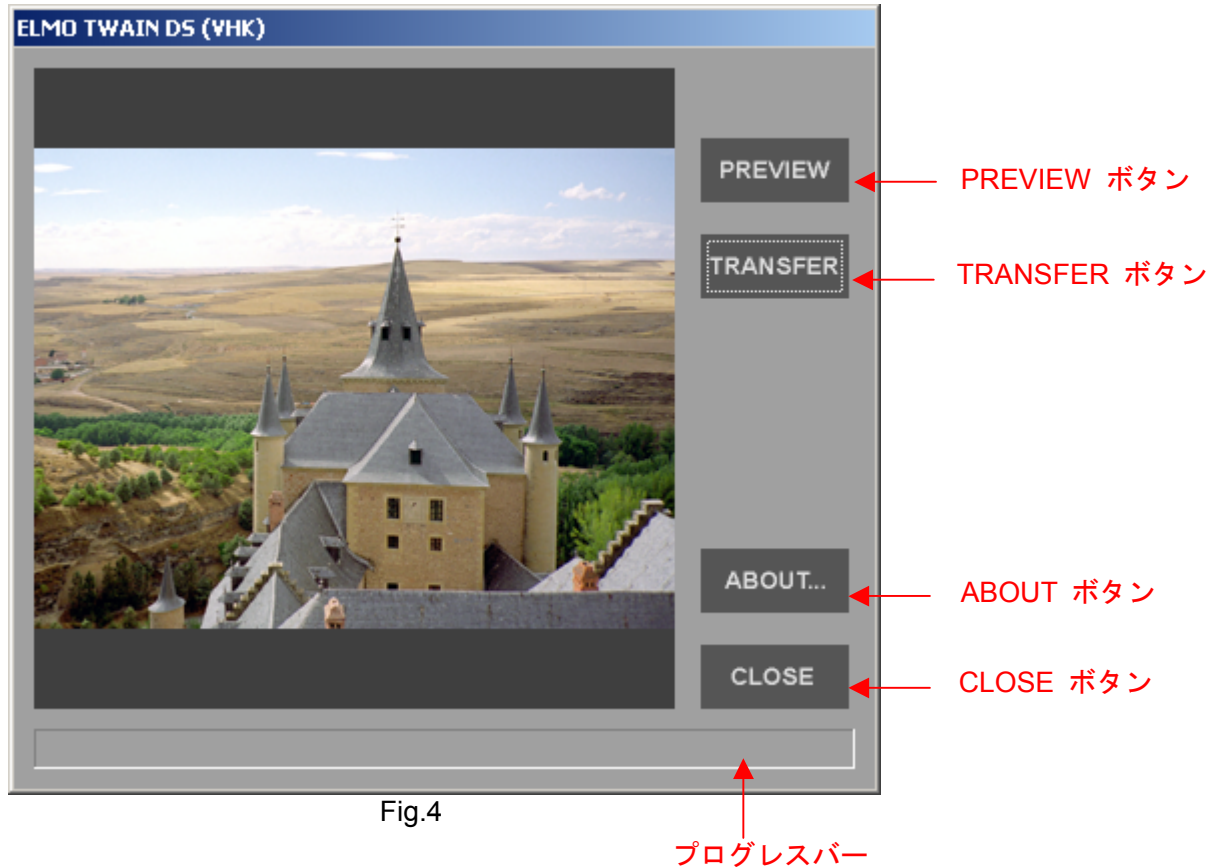 ELMO TWAIN DS (VHK)
PREVIEW
PREVIEW ボタン
TRANSFER
TRANSFER ボタン
ABOUT...
ABOUT ボタン
CLOSE
CLOSE ボタン
Fig.4
プログレスバー